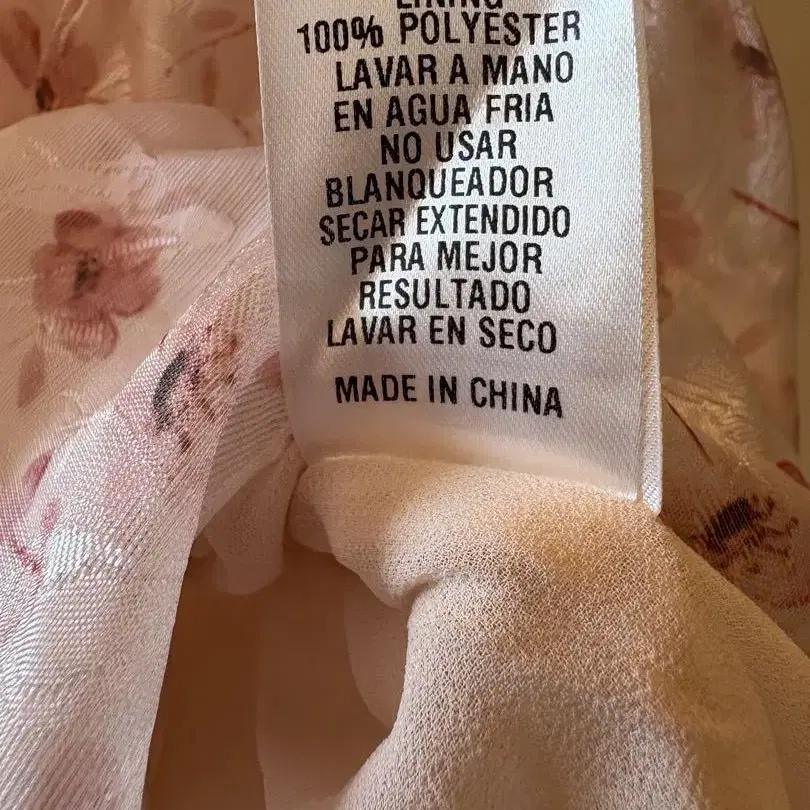 LINING
100% POLYESTER
LAVAR A MANO
EN AGUA FRIA
NO USAR
BLANQUEADOR
SECAR EXTENDIDO
PARA MEJOR
RESULTADO
LAVAR EN SECO
MADE IN CHINA